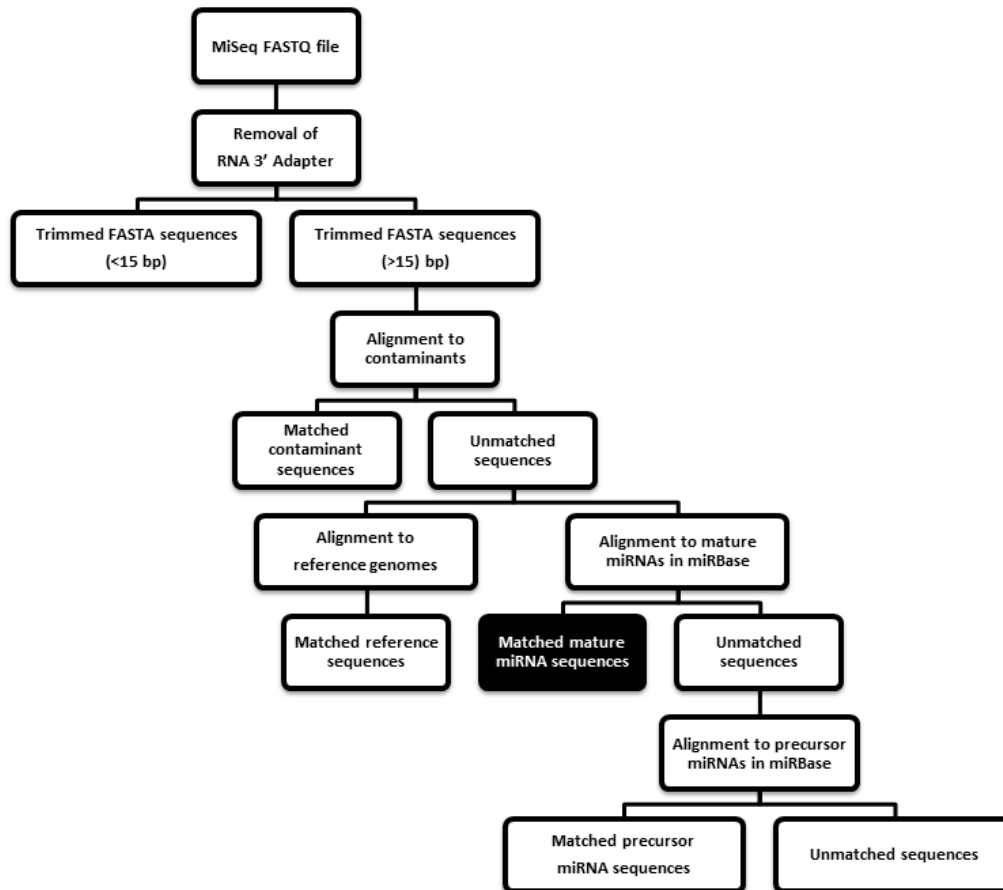 MiSeq FASTQ file
Removal of
RNA 3’ Adapter
Trimmed FASTA sequences
(<15 bp)
Trimmed FASTA sequences
(>15) bp)
Alignment to
contaminants
Matched
contaminant
sequences
Unmatched
sequences
Alignment to
reference genomes
Alignment to mature
miRNAs in miRBase
Matched reference
sequences
Matched mature
miRNA sequences
Unmatched
sequences
Alignment to precursor
miRNAs in miRBase
Matched precursor
miRNA sequences
Unmatched sequences